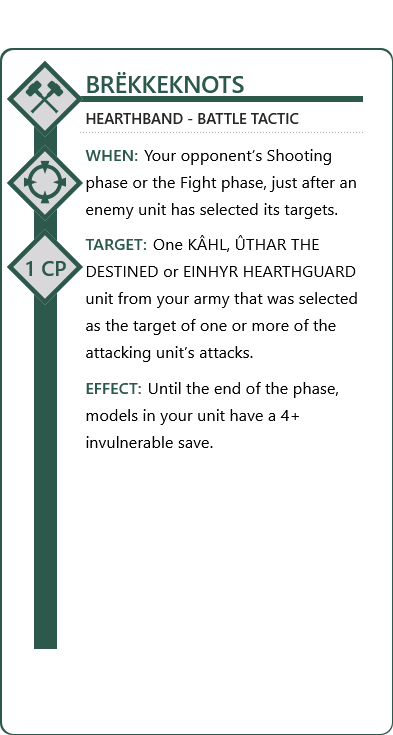 BRËKKEKNOTS
HEARTHBAND - BATTLE TACTIC
WHEN: Your opponent's Shooting
phase or the Fight phase, just after an
enemy unit has selected its targets.
1 CP
TARGET: One KÂHL, ÛTHAR THE
DESTINED or EINHYR HEARTHGUARD
unit from your army that was selected
as the target of one or more of the
attacking unit's attacks.
EFFECT: Until the end of the phase,
models in your unit have a 4+
invulnerable save.